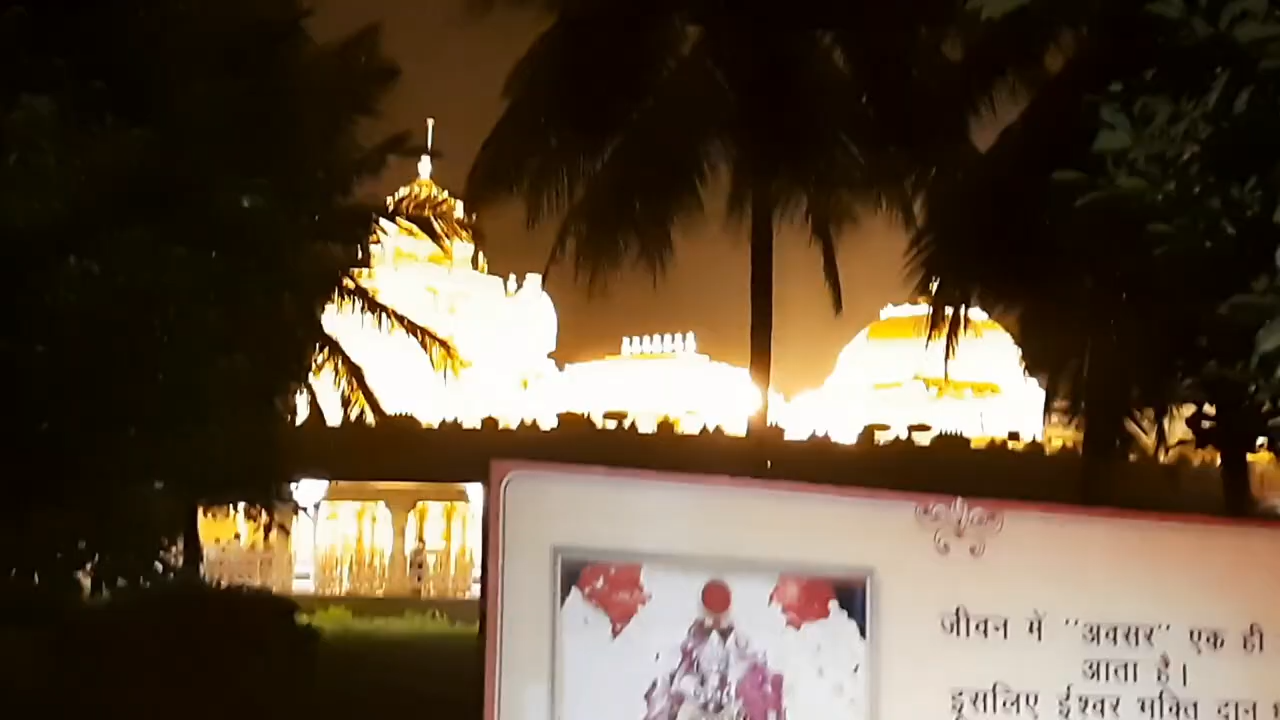 जीवन में "अवसर" एक ही
आता है।
इसलिए ईश्वर भक्ति दान